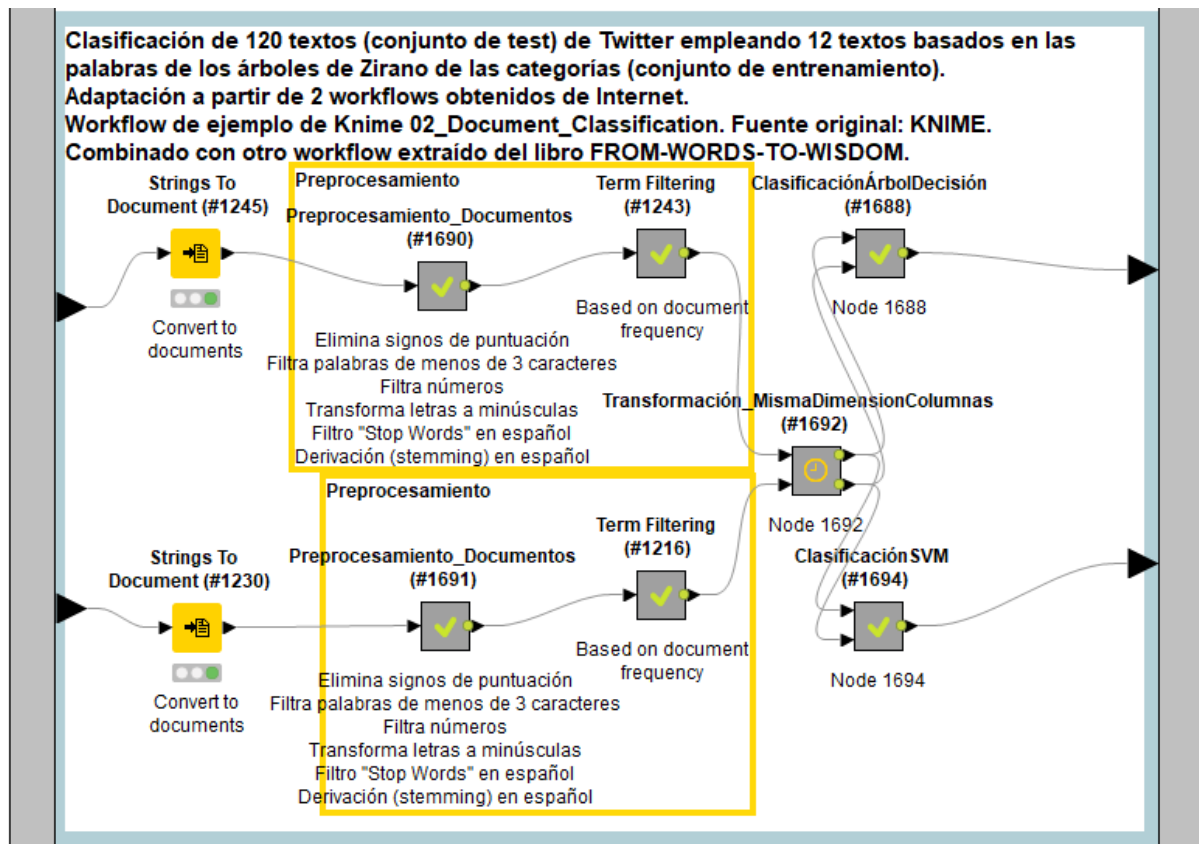 Clasificación de 120 textos (conjunto de test) de Twitter empleando 12 textos basados en las
palabras de los árboles de Zirano de las categorías (conjunto de entrenamiento).
Adaptación a partir de 2 workflows obtenidos de Internet.
Workflow de ejemplo de Knime 02_Document_Classification. Fuente original: KNIME.
Combinado con otro workflow extraído del libro FROM-WORDS-TO-WISDOM.
Strings To
Document (#1245)
Convert to
documents
Preprocesamiento
Preprocesamiento_Documentos
(#1690)
Elimina signos de puntuación
Filtra palabras de menos de 3 caracteres
Filtra números
Transforma letras a minúsculas
Filtro "Stop Words" en español
Derivación (stemming) en español
Term Filtering
(#1243)
Based on document
frequency
ClasificaciónÁrbolDecisión
(#1688)
Node 1688
Transformación_MismaDimensionColumnas
(#1692)
Node 1692
Strings To
Document (#1230)
Convert to
documents
Preprocesamiento
Preprocesamiento_Documentos
(#1691)
Elimina signos de puntuación
Filtra palabras de menos de 3 caracteres
Filtra números
Transforma letras a minúsculas
Filtro "Stop Words" en español
Derivación (stemming) en español
Term Filtering
(#1216)
Based on document
frequency
ClasificaciónSVM
(#1694)
Node 1694